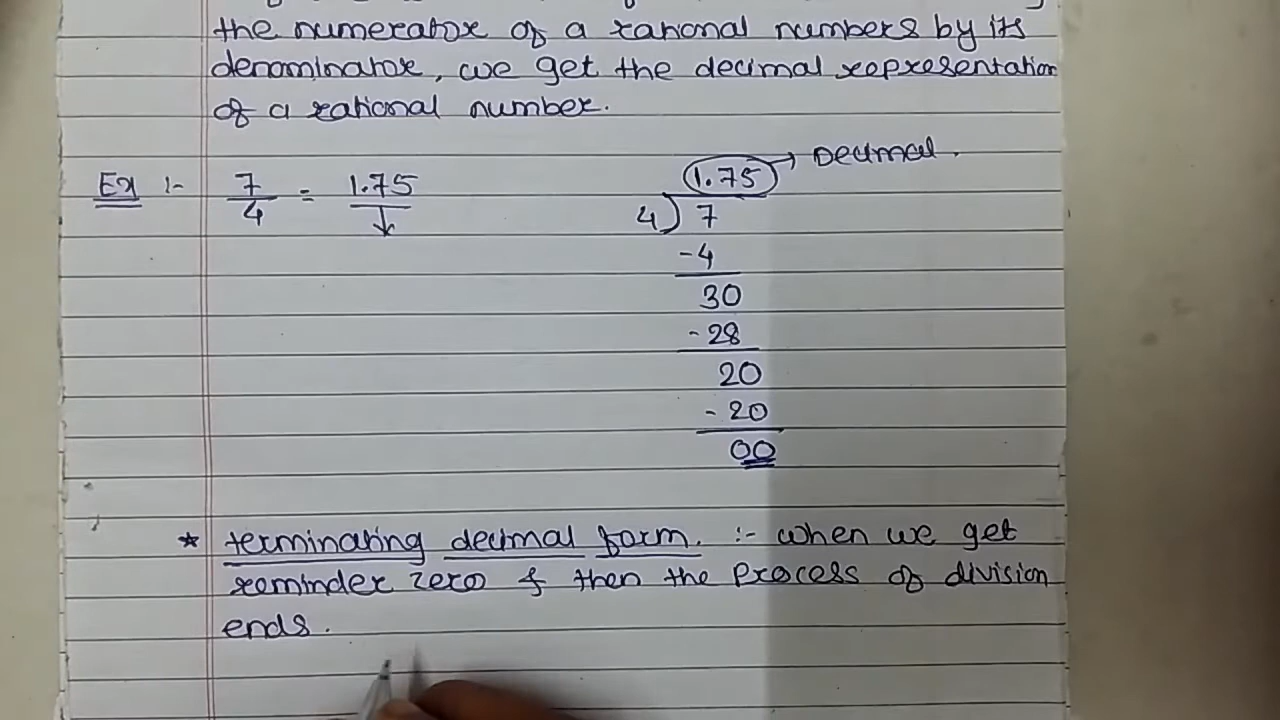 the numerator of a rational numbers by its
denominator, we get the decimal representation
of a rational number.
Ex :- 7/4 = 1.75
1.75 → Decimal.
4) 7
-4
30
-28
20
-20
00
* terminating decimal form. :- when we get
reminder zero & then the process of division
ends.